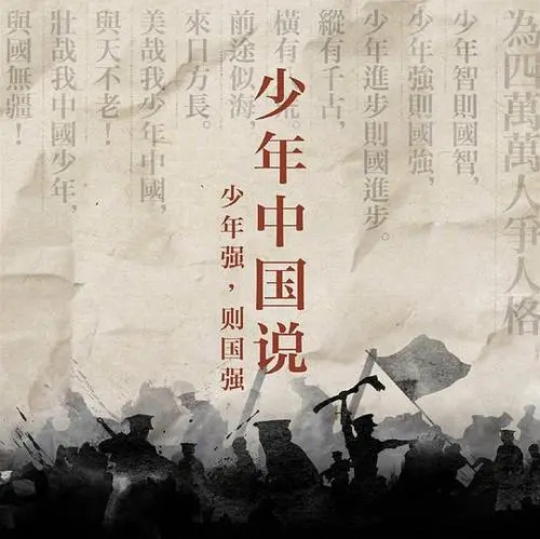 為四萬萬人爭人格
少年智則國智，
少年強則國強，
少年進步則國進步。
縱有千古，
橫有八荒。
前途似海，
來日方長。
美哉我少年中國，
與天不老！
壯哉我中國少年，
與國無疆！
少年中国说
少年强，则国强